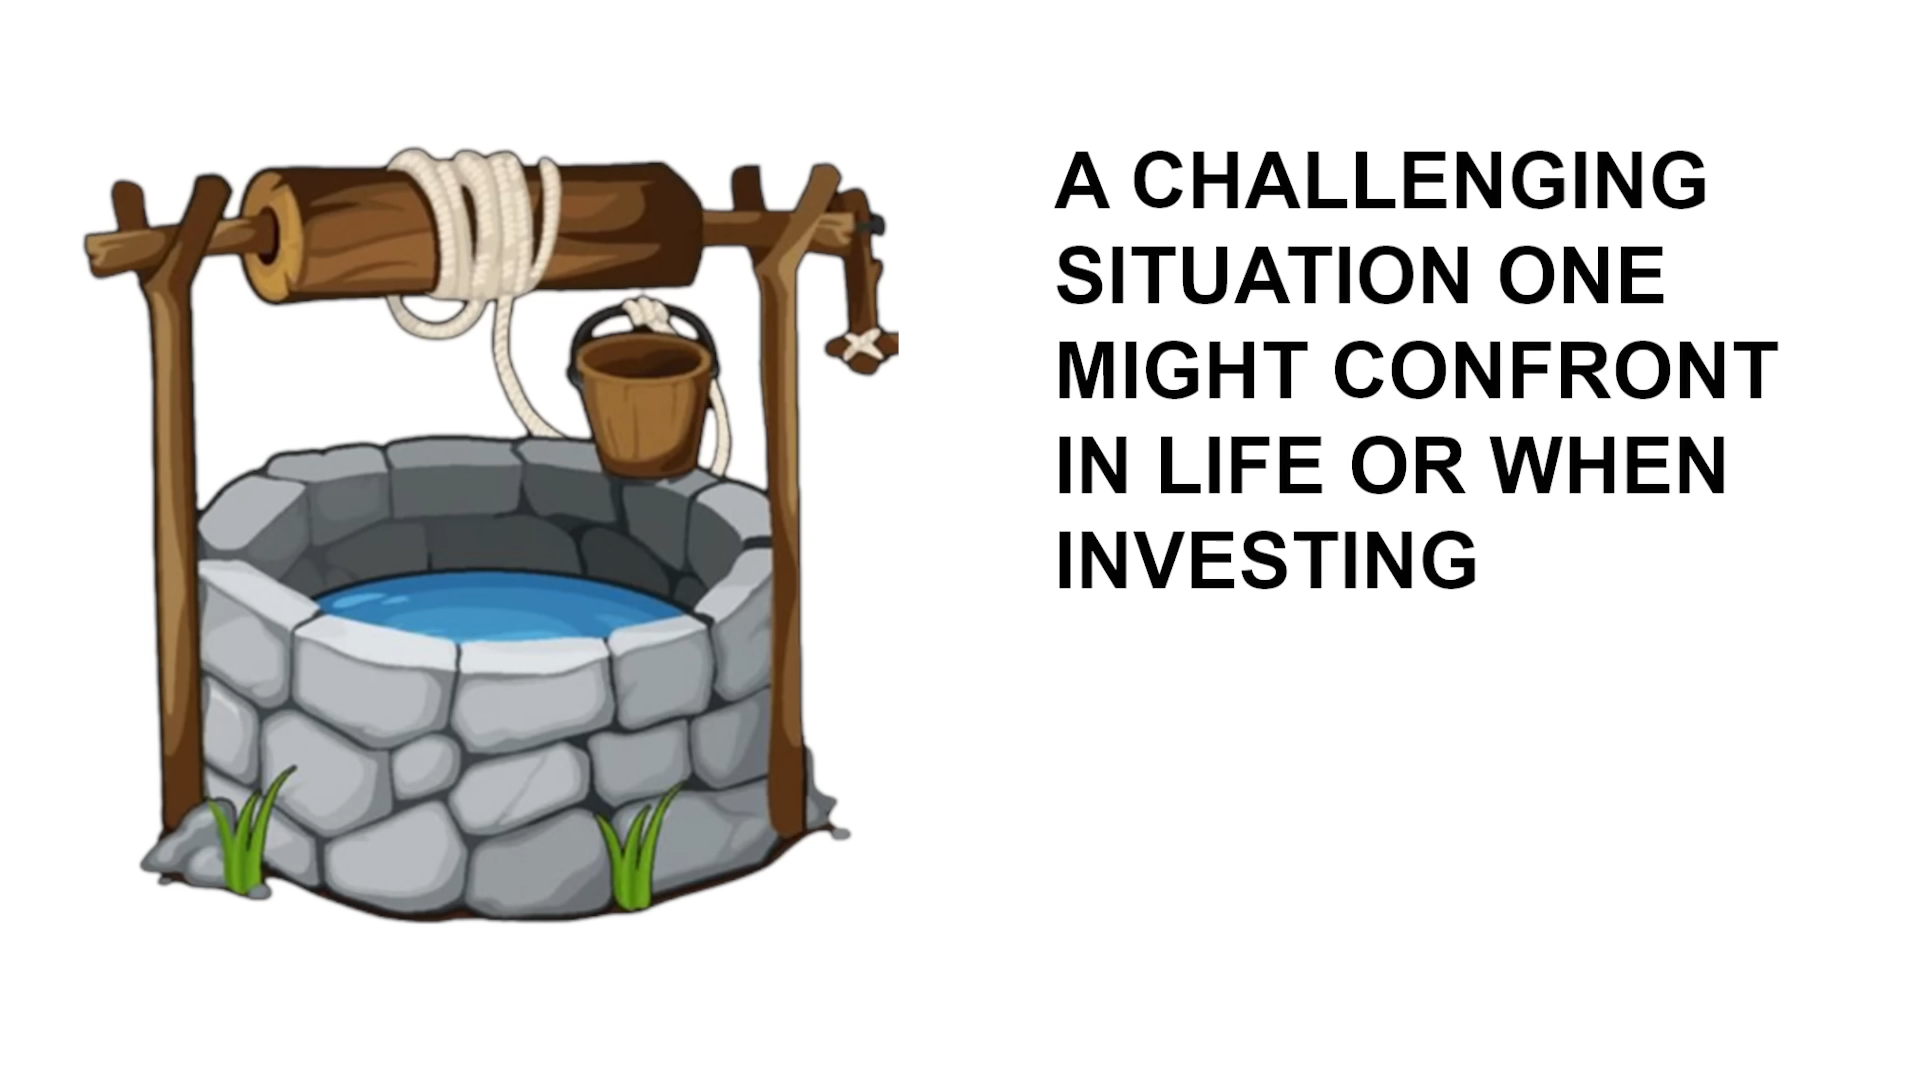 A CHALLENGING
SITUATION ONE
MIGHT CONFRONT
IN LIFE OR WHEN
INVESTING